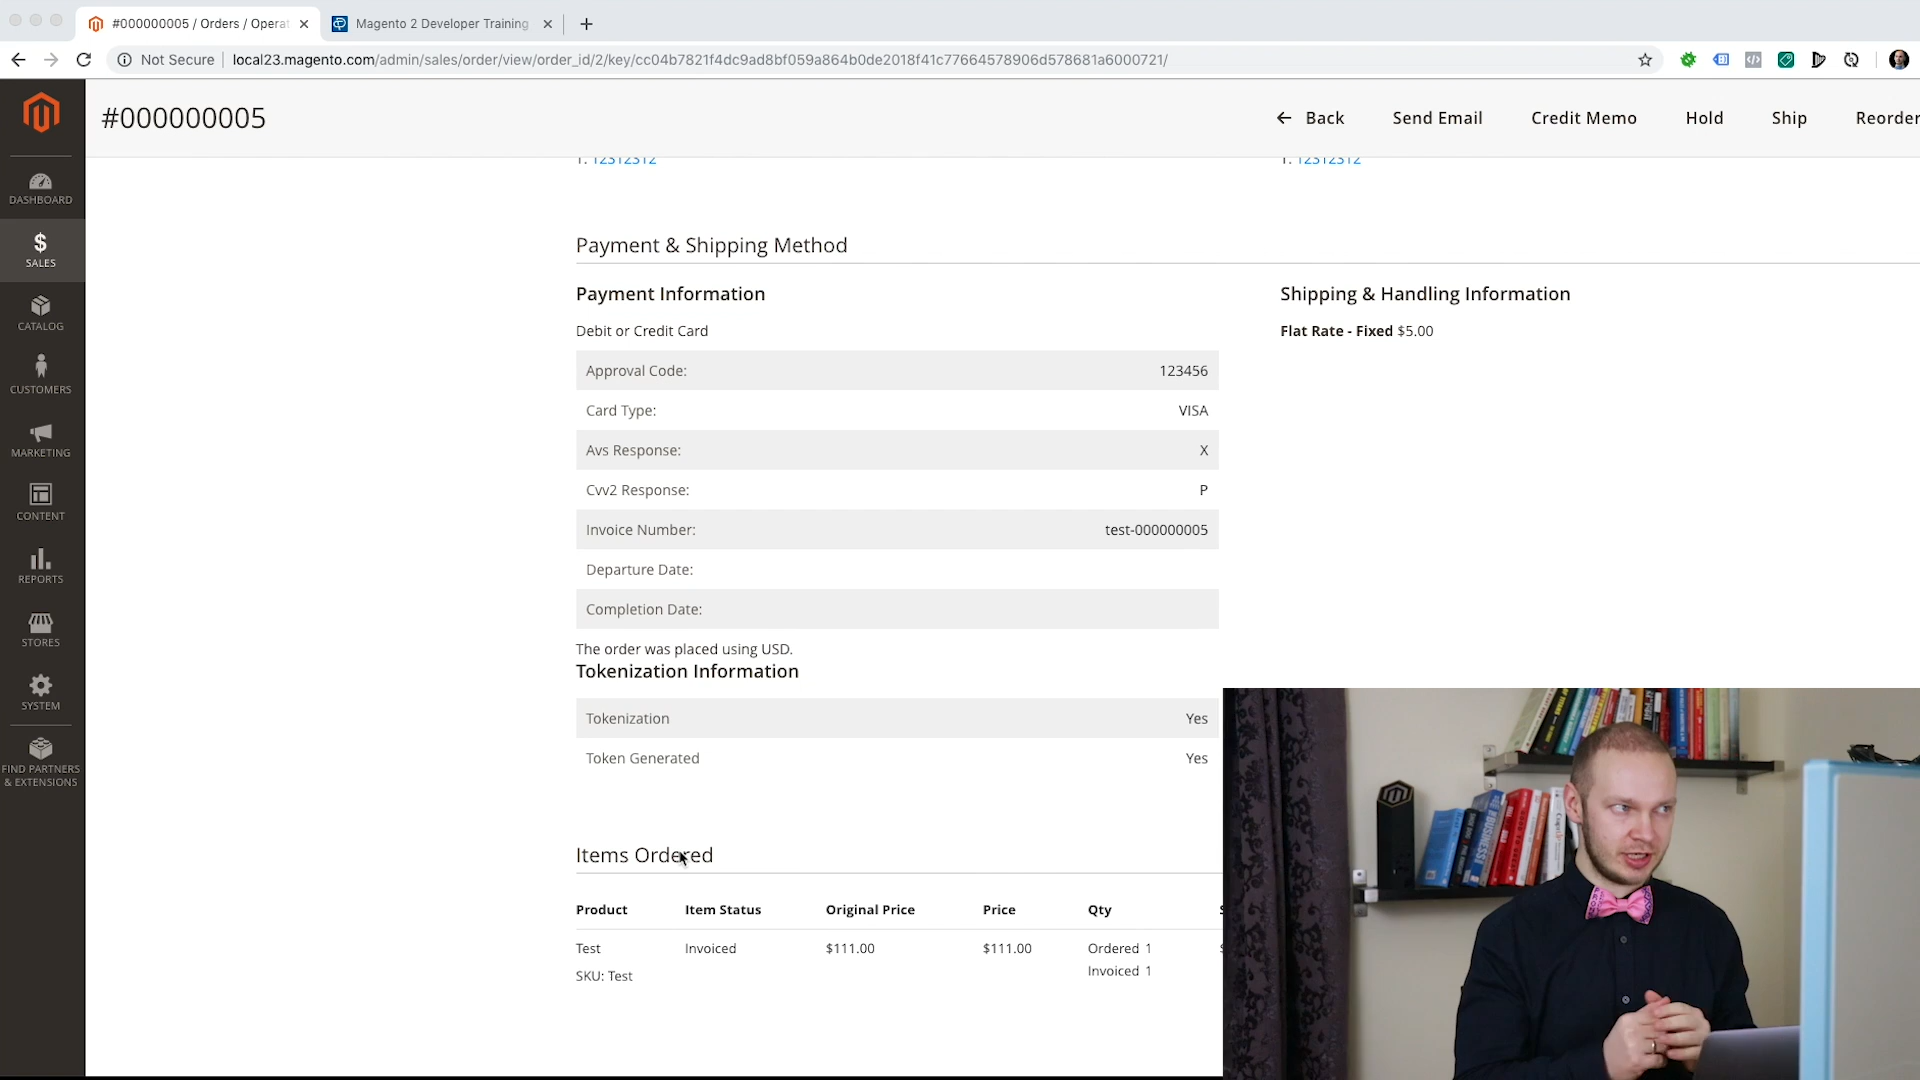 #000000005 / Orders / Operat
Magento 2 Developer Training
Not Secure
local23.magento.com/admin/sales/order/view/order_id/2/key/cc04b7821f4dc9ad8bf059a864b0de2018f41c77664578906d578681a6000721/
#000000005
Back
Send Email
Credit Memo
Hold
Ship
Reorder
DASHBOARD
SALES
CATALOG
CUSTOMERS
MARKETING
CONTENT
REPORTS
STORES
SYSTEM
FIND PARTNERS
& EXTENSIONS
T: 12312312
T: 12312312
Payment & Shipping Method
Payment Information
Debit or Credit Card
Approval Code: 123456
Card Type: VISA
Avs Response: X
Cvv2 Response: P
Invoice Number: test-000000005
Departure Date:
Completion Date:
The order was placed using USD.
Tokenization Information
Tokenization Yes
Token Generated Yes
Shipping & Handling Information
Flat Rate - Fixed $5.00
Items Ordered
Product Item Status Original Price Price Qty
Test Invoiced $111.00 $111.00 Ordered 1
Invoiced 1
SKU: Test